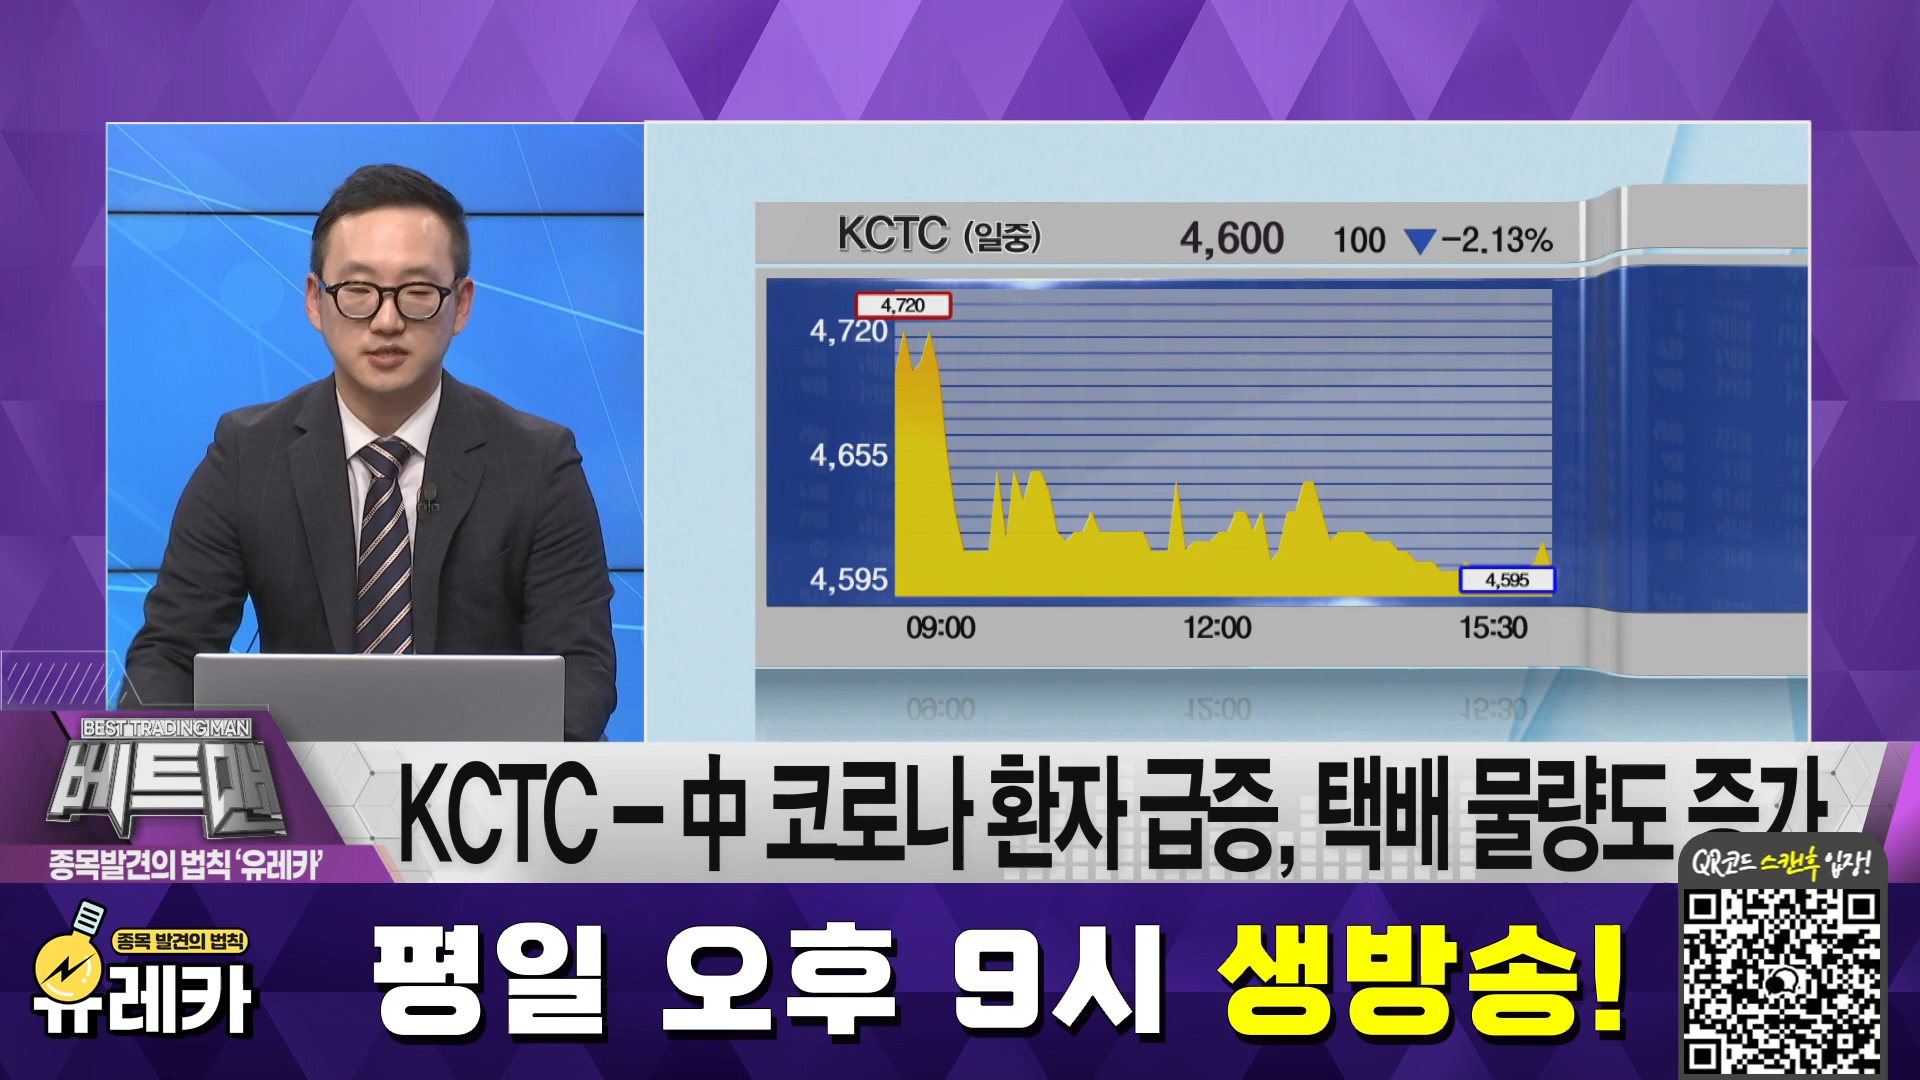 KCTC (일중) 4,600 100 ▼-2.13%
4,720
4,720
4,655
4,595
4,595
09:00 12:00 15:30
BEST TRADING MAN
베트맨
종목발견의 법칙 '유레카'
KCTC - 中 코로나 환자 급증, 택배 물량도 증가
QR코드 스캔후 입장!
종목 발견의 법칙
유레카
평일 오후 9시 생방송!